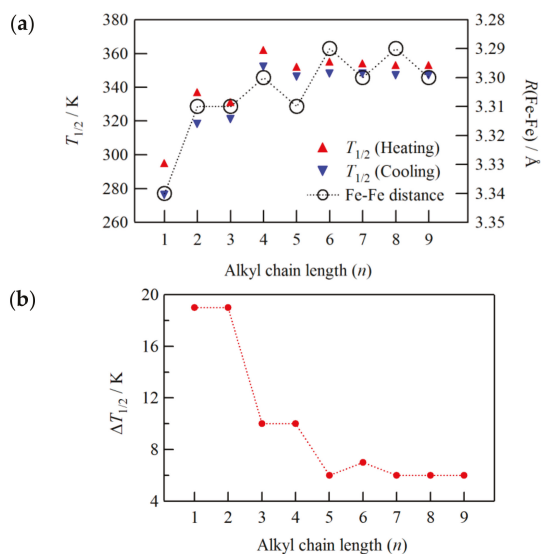 (a)
380
360
340
320
300
280
260
T1/2 / K
3.28
3.29
3.30
3.31
3.32
3.33
3.34
3.35
R(Fe-Fe) / Å
T1/2 (Heating)
T1/2 (Cooling)
Fe-Fe distance
1 2 3 4 5 6 7 8 9
Alkyl chain length (n)
(b)
20
16
12
8
4
ΔT1/2 / K
1 2 3 4 5 6 7 8 9
Alkyl chain length (n)